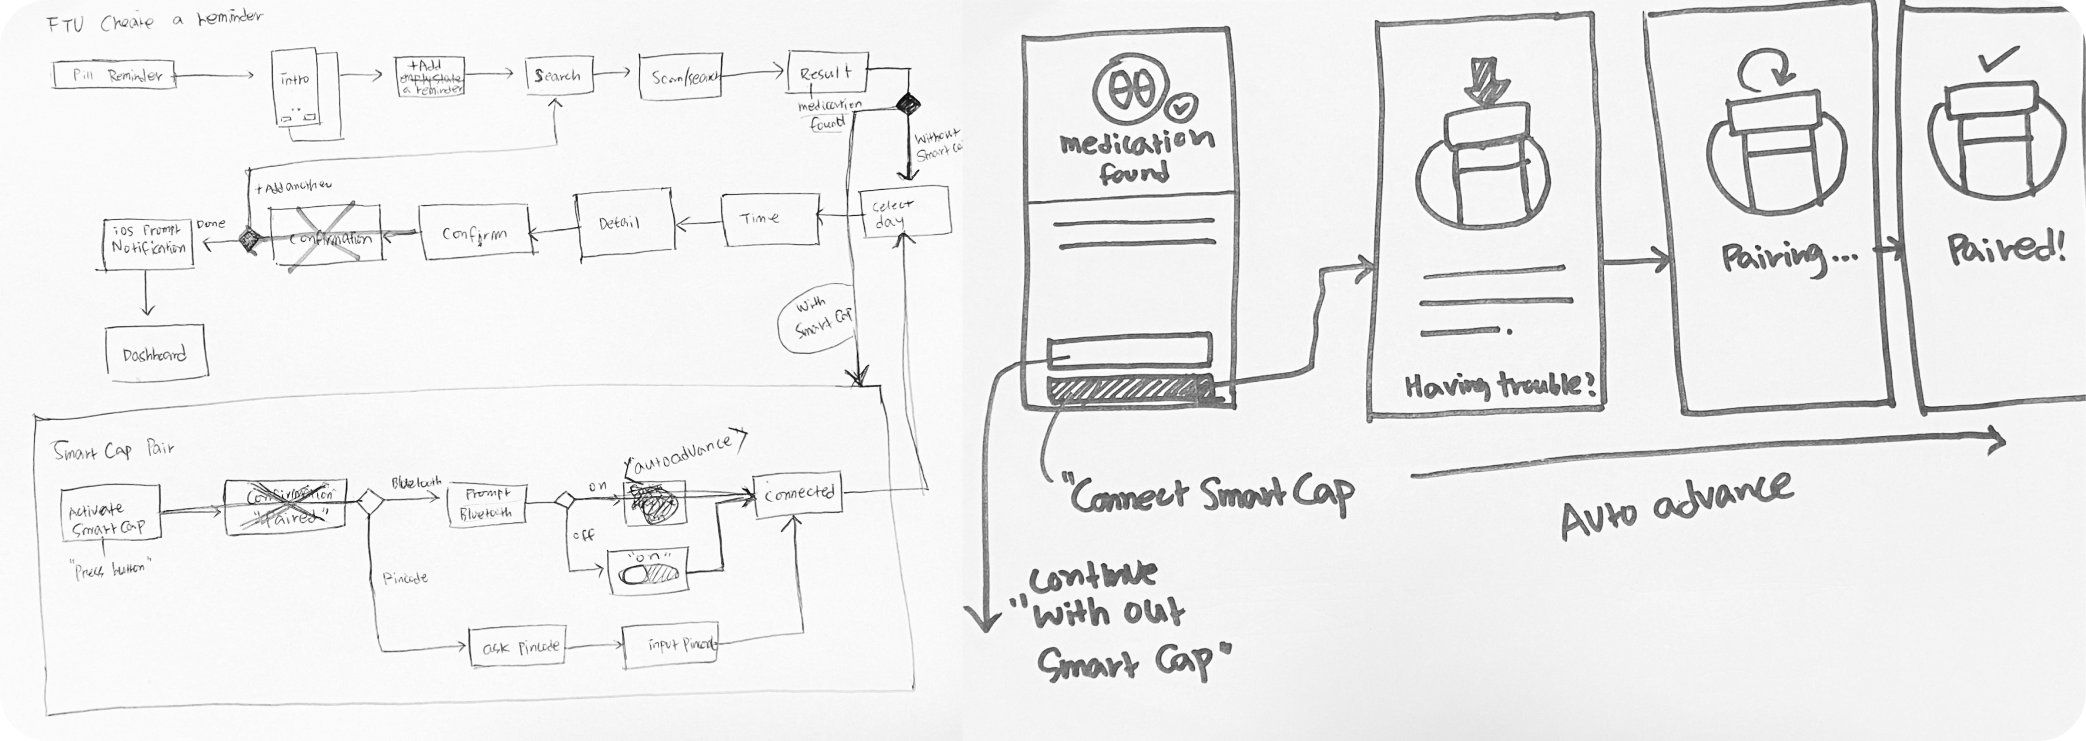 FTU Create a reminder
Pill Reminder
intro
+Add
empty state
a reminder
Search
Scan/search
Result
medication
found
Without
Smart Ca
+Add another
iOS Prompt
Notification
Done
Confirmation
Confirm
Detail
Time
Select
day
With
Smart Cap
Dashboard
Smart Cap Pair
Activate
Smart Cap
"Press button"
Confirmation
"Paired"
Bluetooth
Pincode
Prompt
Bluetooth
on
off
(autoadvance)
"on"
Connected
ask pincode
input pincode
medication
found
"Connect Smart Cap
Continue
"With out
Smart Cap"
Having trouble?
Pairing...
Paired!
Auto advance